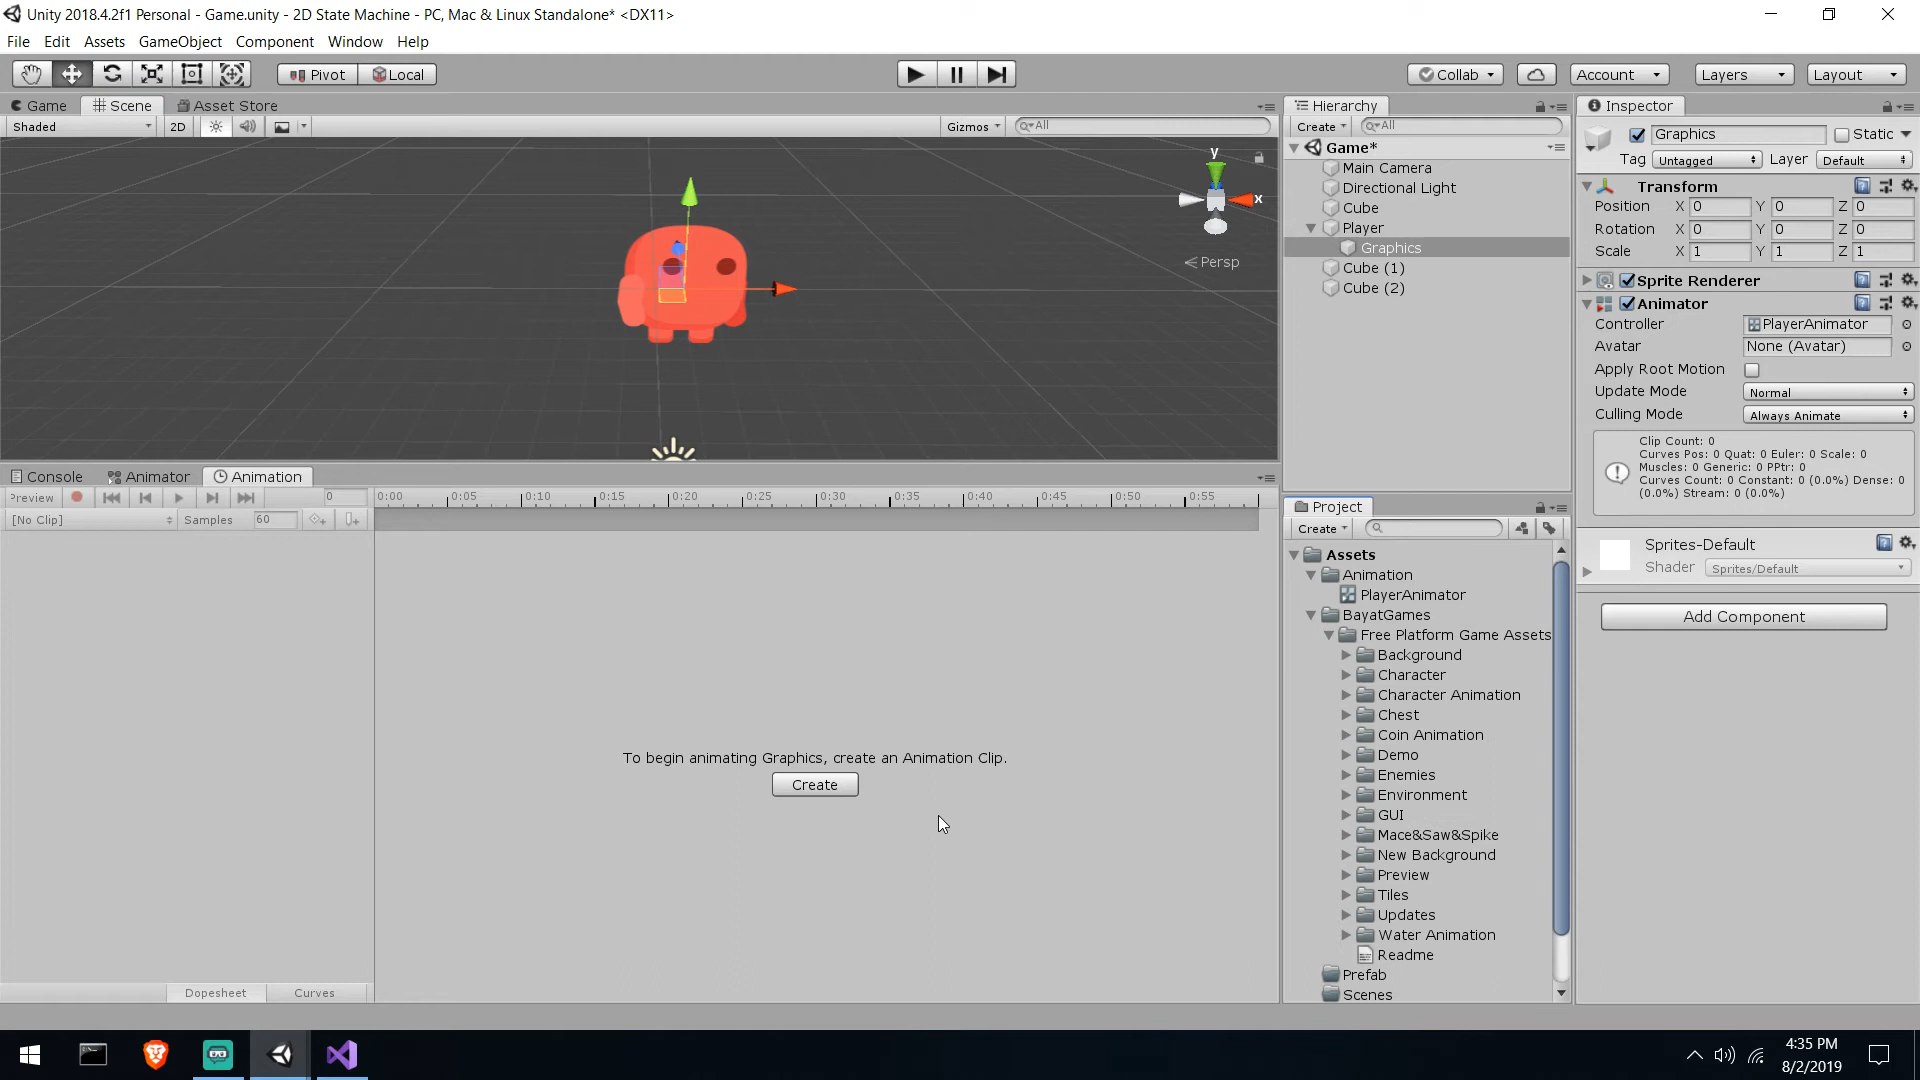 Unity 2018.4.2f1 Personal - Game.unity - 2D State Machine - PC, Mac & Linux Standalone* <DX11>
File Edit Assets GameObject Component Window Help
Pivot Local Collab Account Layers Layout
Game Scene Asset Store
Shaded 2D Gizmos All
y
x
Persp
Console Animator Animation
Preview 0 0:00 0:05 0:10 0:15 0:20 0:25 0:30 0:35 0:40 0:45 0:50 0:55
[No Clip] Samples 60
To begin animating Graphics, create an Animation Clip.
Create
Dopesheet Curves
Hierarchy
Create All
Game*
Main Camera
Directional Light
Cube
Player
Graphics
Cube (1)
Cube (2)
Project
Create
Assets
Animation
PlayerAnimator
BayatGames
Free Platform Game Assets
Background
Character
Character Animation
Chest
Coin Animation
Demo
Enemies
Environment
GUI
Mace&Saw&Spike
New Background
Preview
Tiles
Updates
Water Animation
Readme
Prefab
Scenes
Inspector
Graphics Static
Tag Untagged Layer Default
Transform
Position X 0 Y 0 Z 0
Rotation X 0 Y 0 Z 0
Scale X 1 Y 1 Z 1
Sprite Renderer
Animator
Controller PlayerAnimator
Avatar None (Avatar)
Apply Root Motion
Update Mode Normal
Culling Mode Always Animate
Clip Count: 0
Curves Pos: 0 Quat: 0 Euler: 0 Scale: 0
Muscles: 0 Generic: 0 PPtr: 0
Curves Count: 0 Constant: 0 (0.0%) Dense: 0
(0.0%) Stream: 0 (0.0%)
Sprites-Default
Shader Sprites/Default
Add Component
4:35 PM
8/2/2019